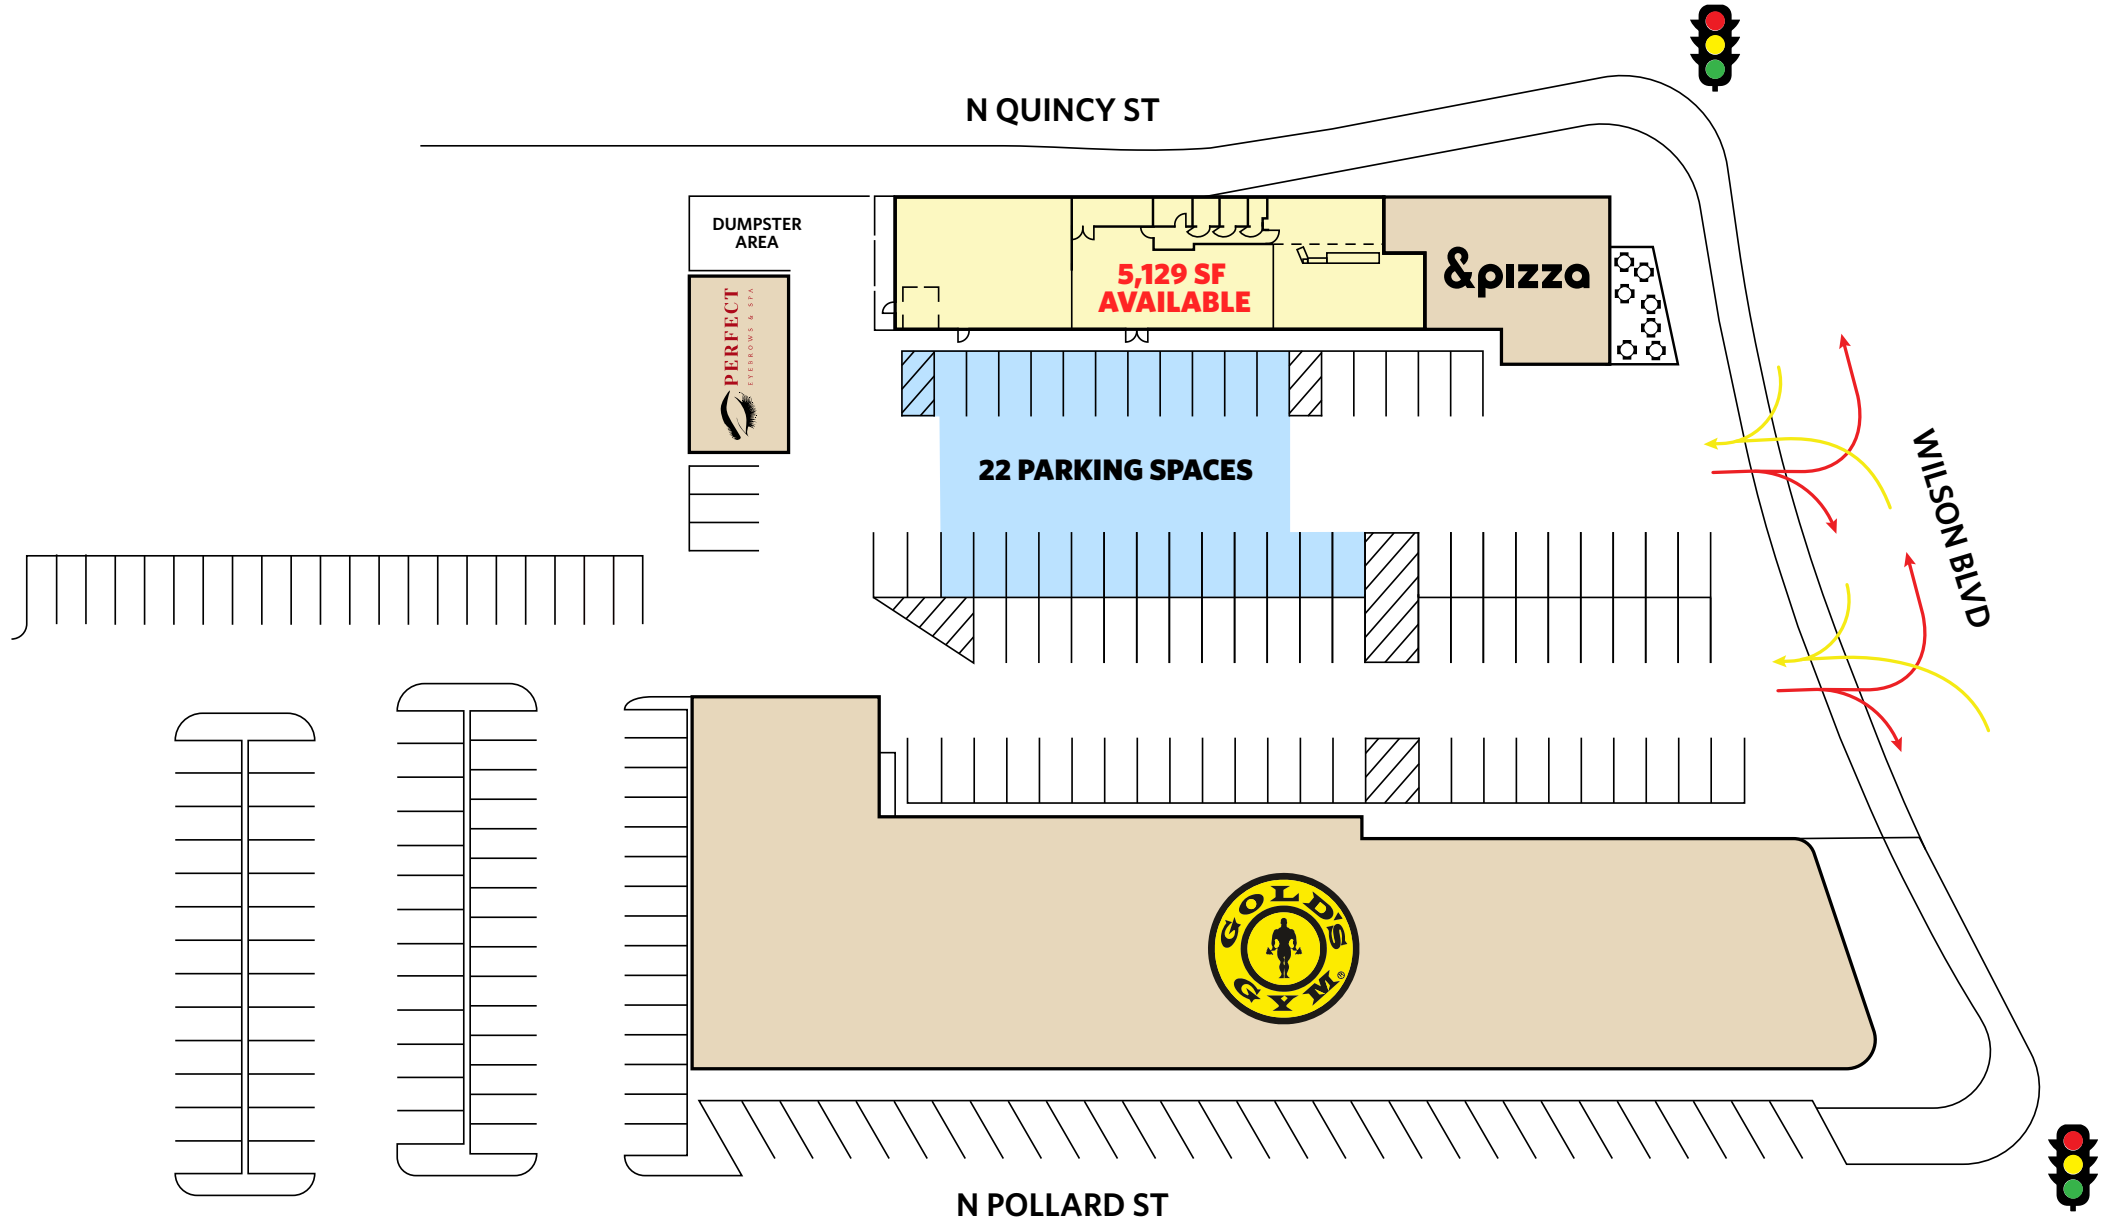 N QUINCY ST
DUMPSTER
AREA
5,129 SF
AVAILABLE
&pizza
PERFECT
EYEBROWS & SPA
22 PARKING SPACES
WILSON BLVD
GOLD'S
GYM®
N POLLARD ST